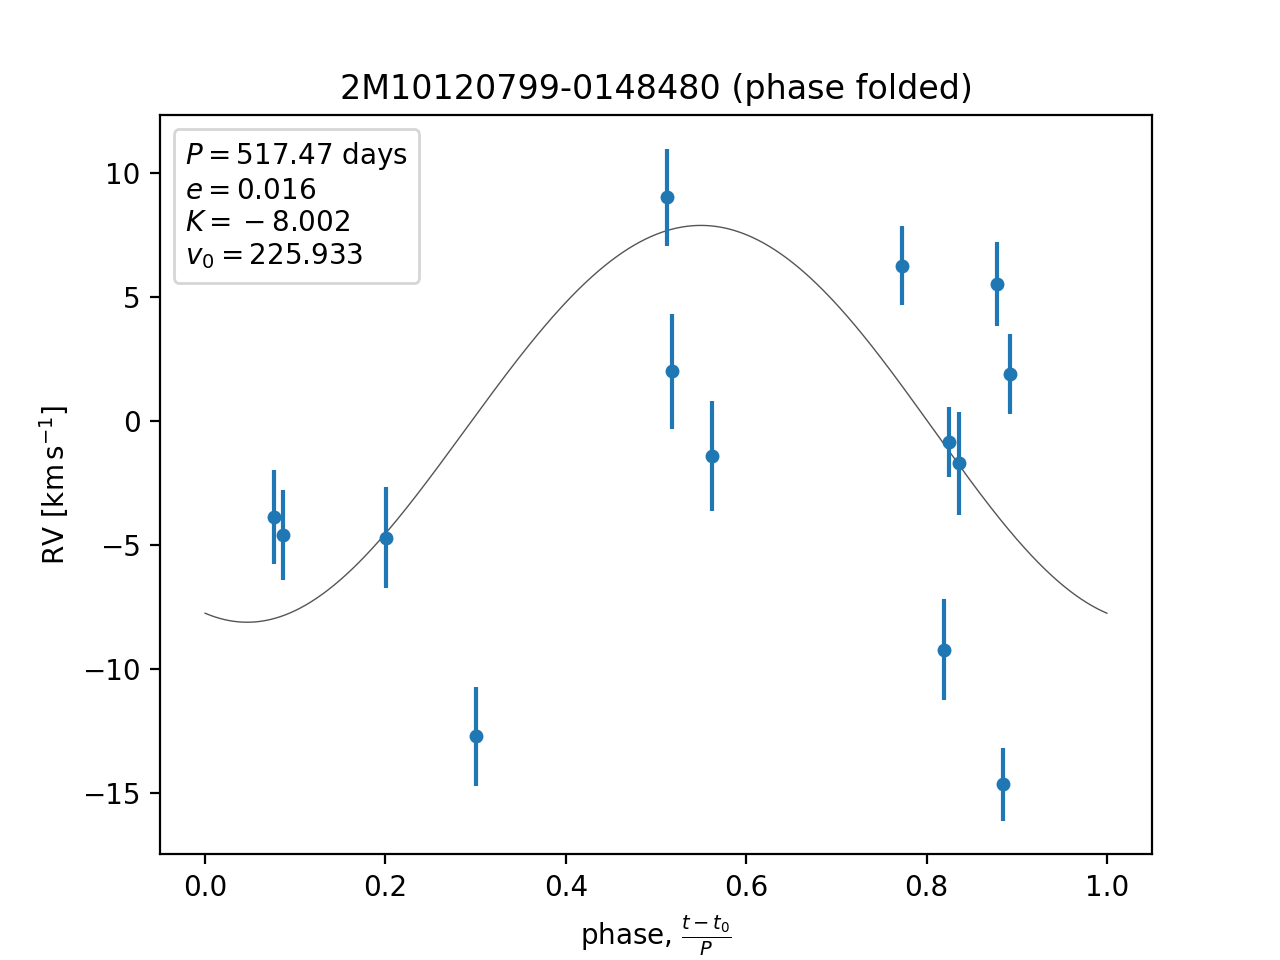 2M10120799-0148480 (phase folded)
P = 517.47 days
e = 0.016
K = −8.002
v₀ = 225.933
10
5
0
−5
−10
−15
RV [km s⁻¹]
0.0 0.2 0.4 0.6 0.8 1.0
phase, (t − t₀)/P